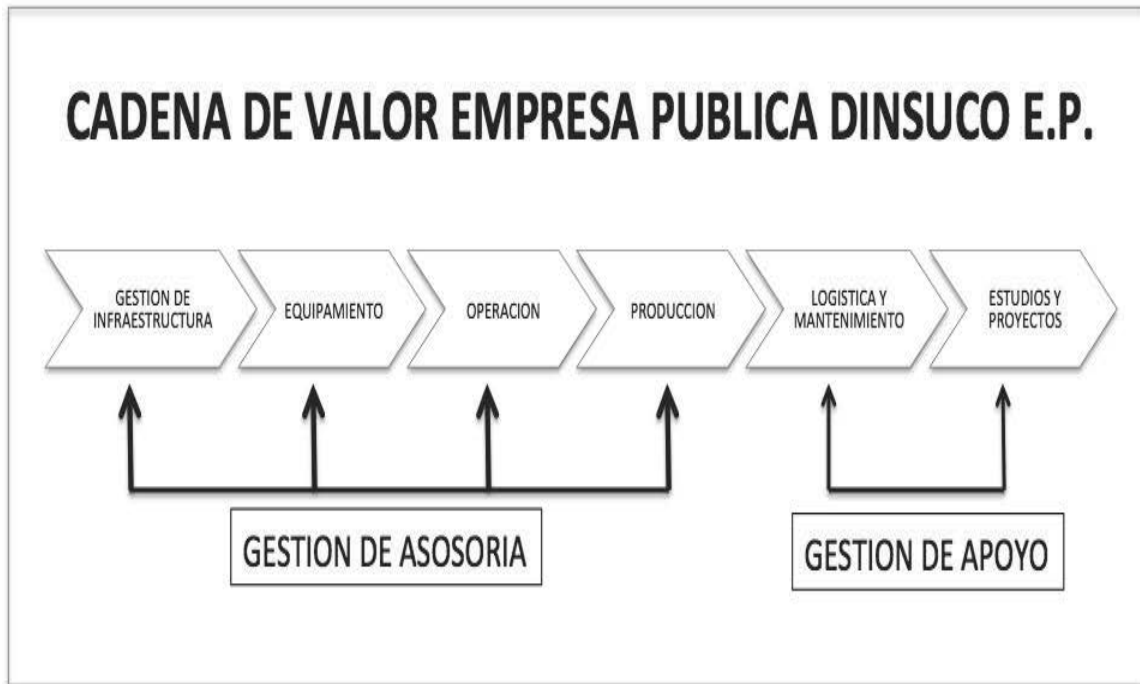 CADENA DE VALOR EMPRESA PUBLICA DINSUCO E.P.
GESTION DE
INFRAESTRUCTURA
EQUIPAMIENTO
OPERACION
PRODUCCION
LOGISTICA Y
MANTENIMIENTO
ESTUDIOS Y
PROYECTOS
GESTION DE ASOSORIA
GESTION DE APOYO